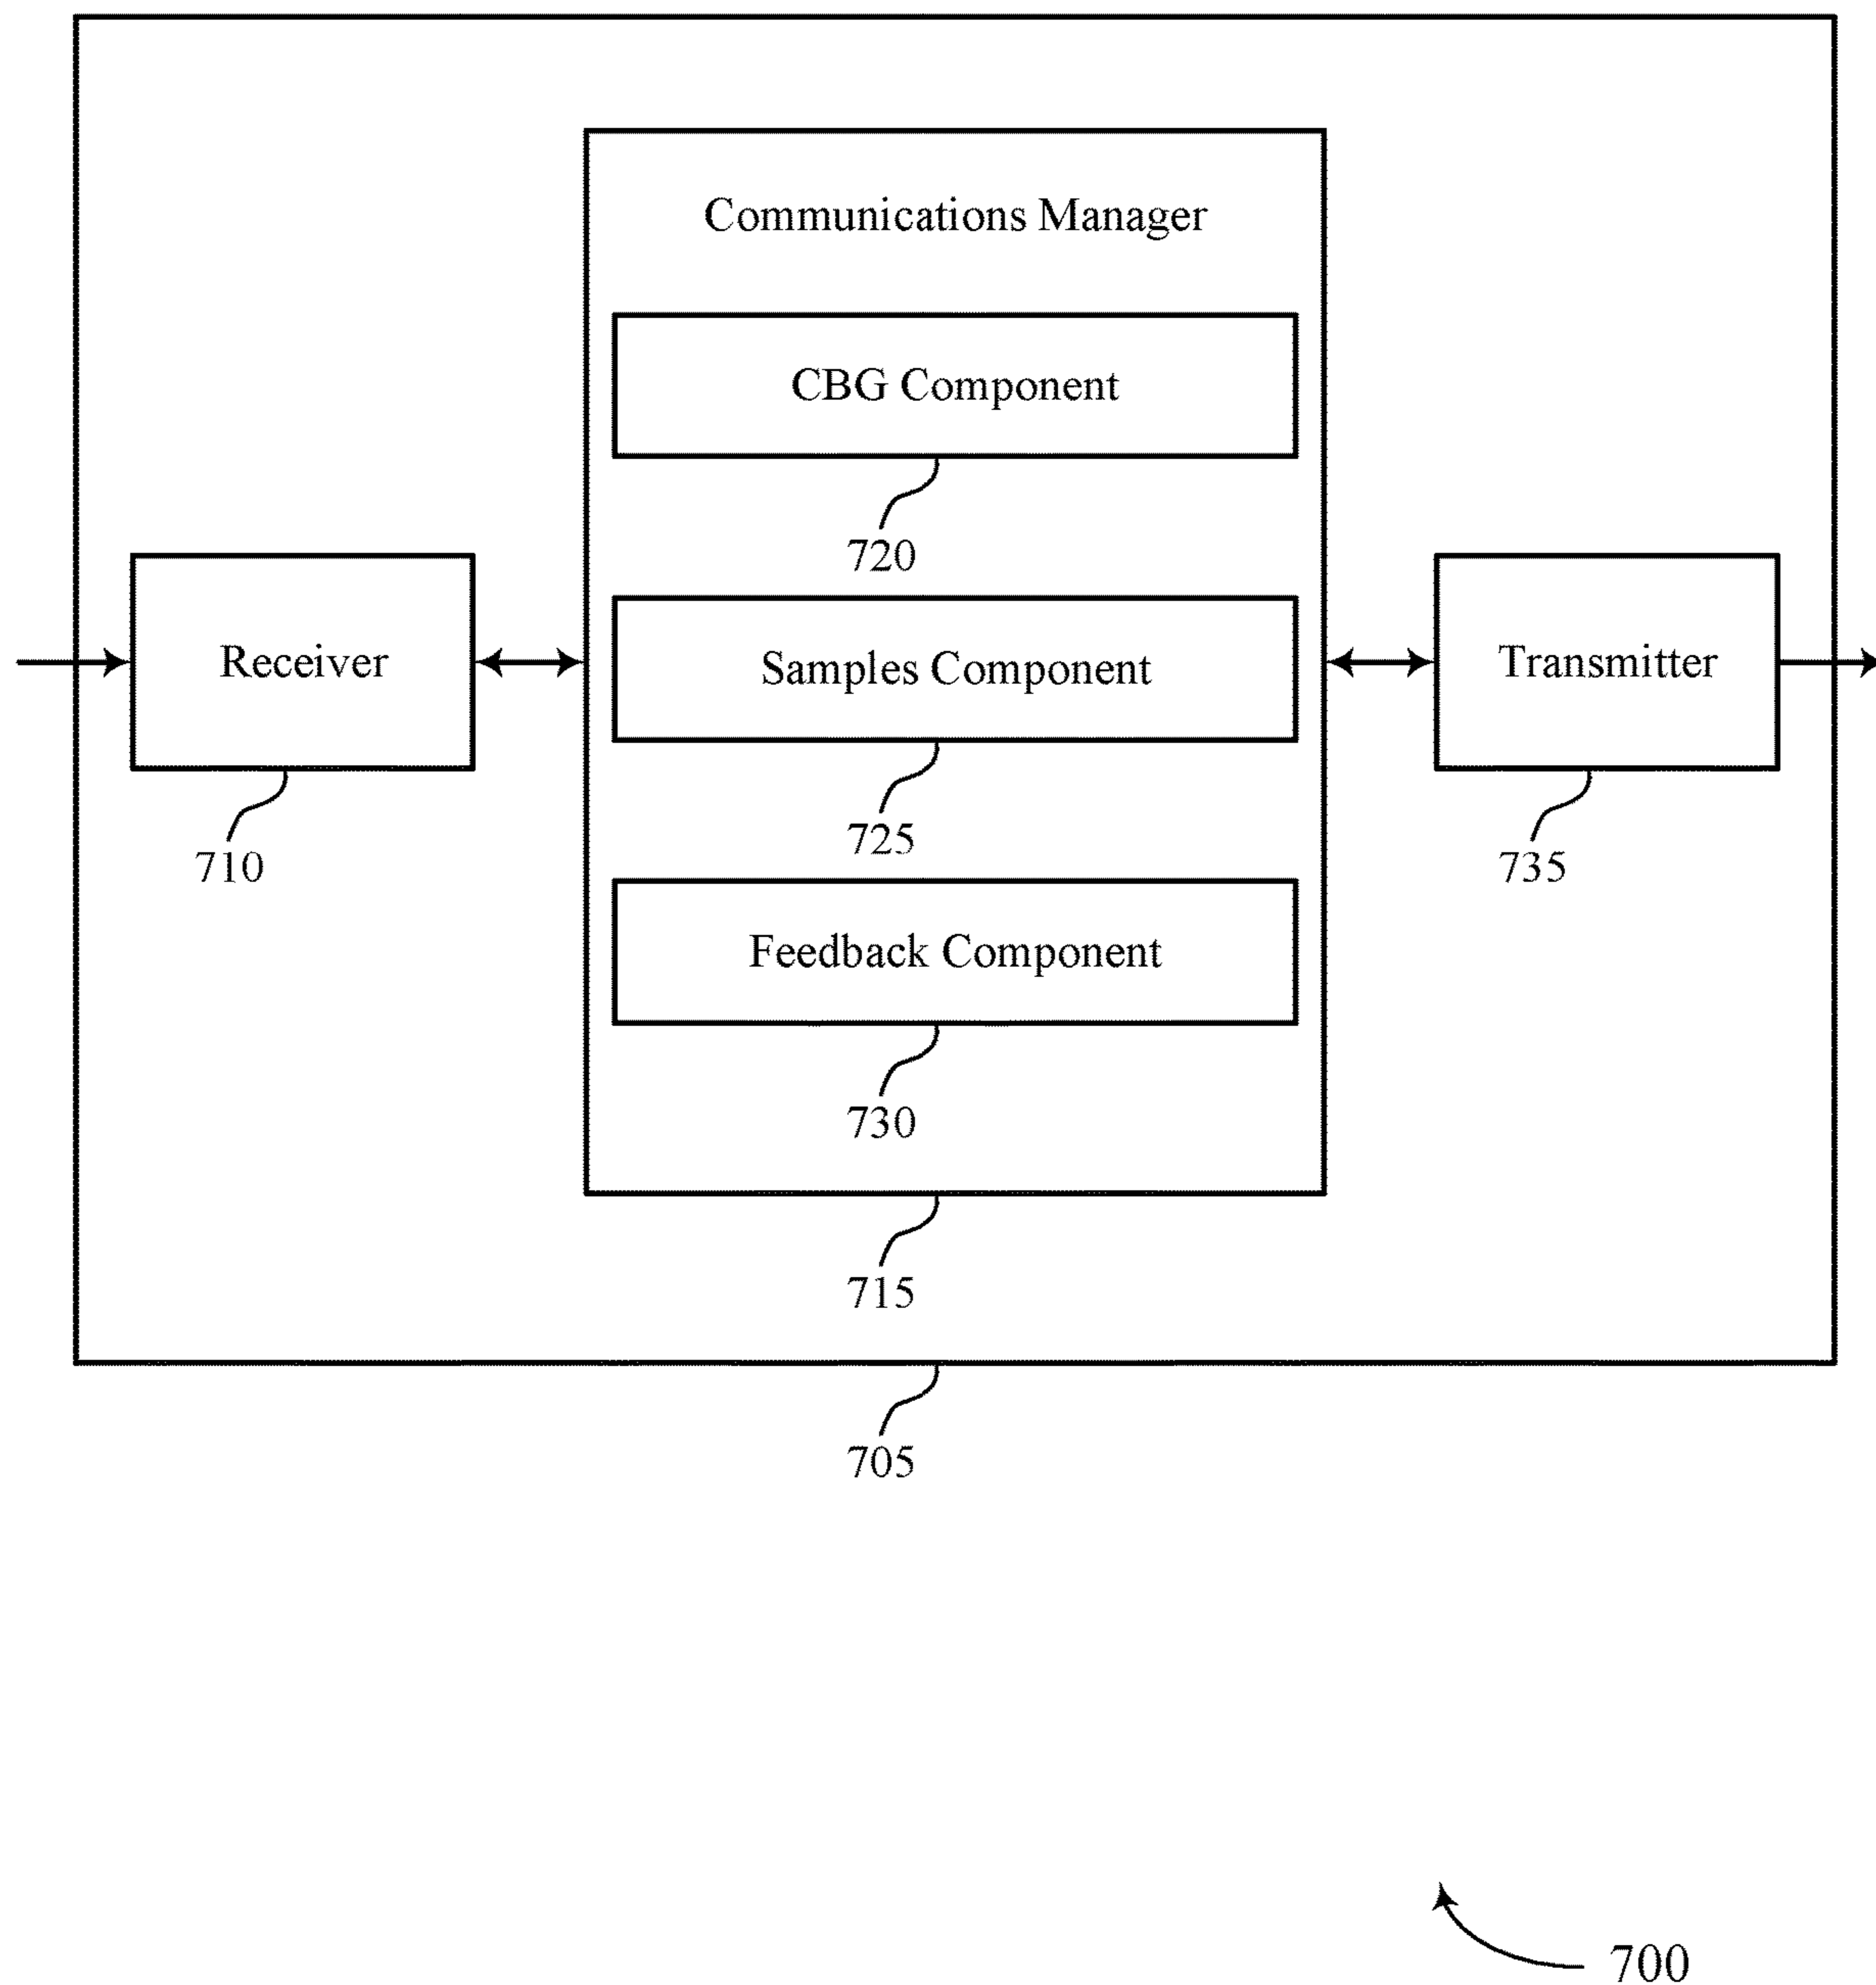 Communications Manager
CBG Component
720
Receiver
710
Samples Component
725
Transmitter
735
Feedback Component
730
715
705
700